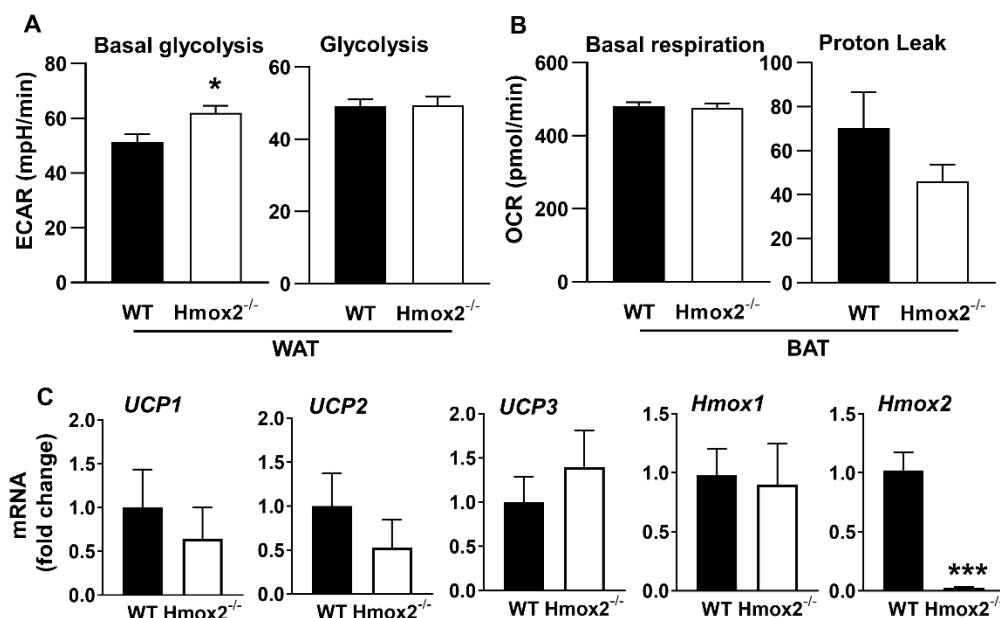 A
Basal glycolysis
Glycolysis
ECAR (mpH/min)
80
60
40
20
0
*
60
40
20
0
WT Hmox2-/-
WT Hmox2-/-
WAT
B
Basal respiration
Proton Leak
OCR (pmol/min)
600
400
200
0
100
80
60
40
20
0
WT Hmox2-/-
WT Hmox2-/-
BAT
C
UCP1
UCP2
UCP3
Hmox1
Hmox2
mRNA
(fold change)
2.0
1.5
1.0
0.5
0.0
2.0
1.5
1.0
0.5
0.0
2.0
1.5
1.0
0.5
0.0
1.5
1.0
0.5
0.0
1.5
1.0
0.5
0.0
***
WT Hmox2-/-
WT Hmox2-/-
WT Hmox2-/-
WT Hmox2-/-
WT Hmox2-/-